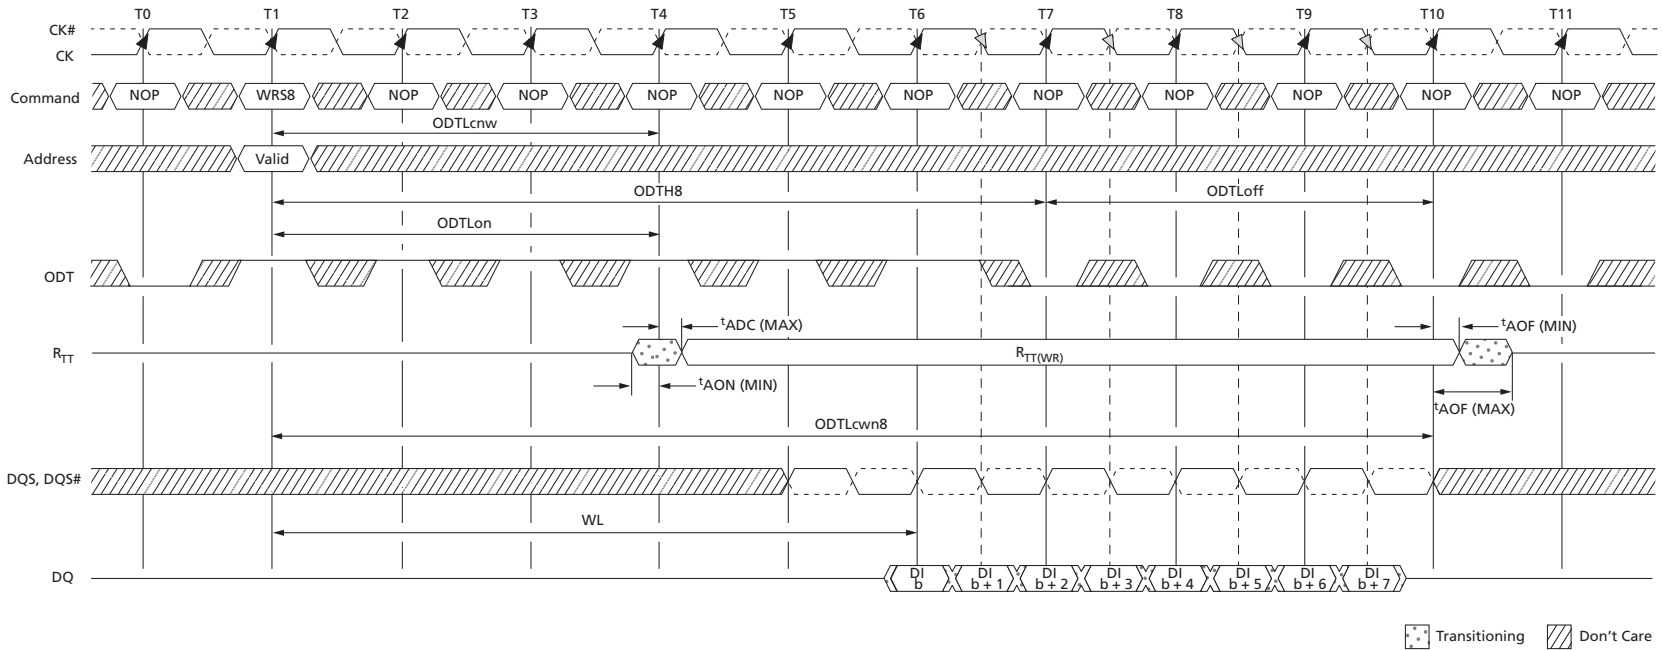 T0 T1 T2 T3 T4 T5 T6 T7 T8 T9 T10 T11
CK#
CK
Command NOP WRS8 NOP NOP NOP NOP NOP NOP NOP NOP NOP NOP
ODTLcnw
Address Valid
ODTH8 ODTLoff
ODTLon
ODT
tADC (MAX) tAOF (MIN)
RTT RTT(WR)
tAON (MIN)
tAOF (MAX)
ODTLcwn8
DQS, DQS#
WL
DQ DI b DI b + 1 DI b + 2 DI b + 3 DI b + 4 DI b + 5 DI b + 6 DI b + 7
Transitioning Don't Care